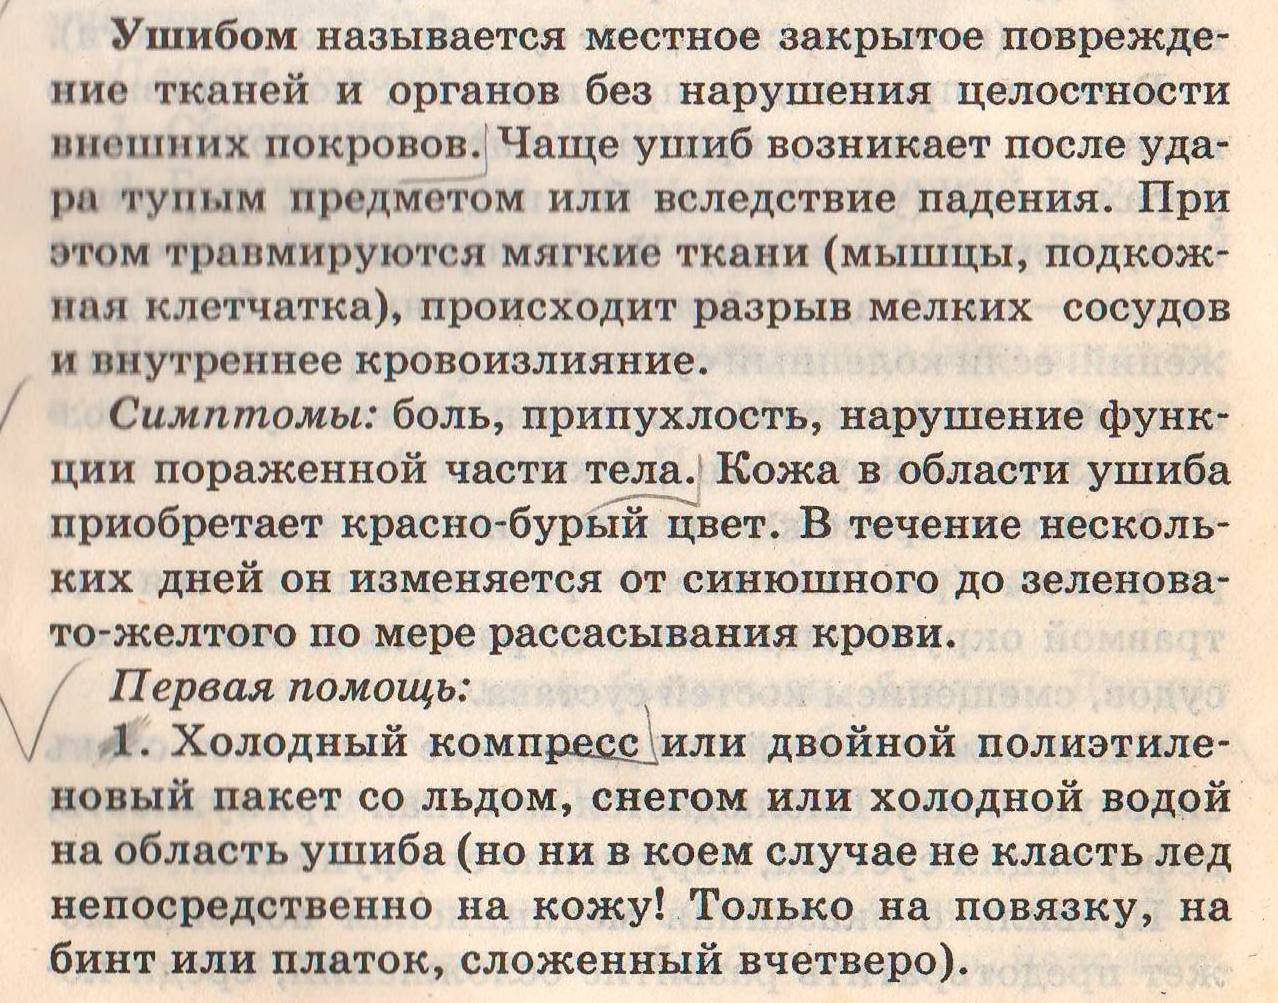 Ушибом называется местное закрытое поврежде-
ние тканей и органов без нарушения целостности
внешних покровов. Чаще ушиб возникает после уда-
ра тупым предметом или вследствие падения. При
этом травмируются мягкие ткани (мышцы, подкож-
ная клетчатка), происходит разрыв мелких сосудов
и внутреннее кровоизлияние.
Симптомы: боль, припухлость, нарушение функ-
ции пораженной части тела. Кожа в области ушиба
приобретает красно-бурый цвет. В течение несколь-
ких дней он изменяется от синюшного до зеленова-
то-желтого по мере рассасывания крови.
Первая помощь:
1. Холодный компресс или двойной полиэтиле-
новый пакет со льдом, снегом или холодной водой
на область ушиба (но ни в коем случае не класть лед
непосредственно на кожу! Только на повязку, на
бинт или платок, сложенный вчетверо).